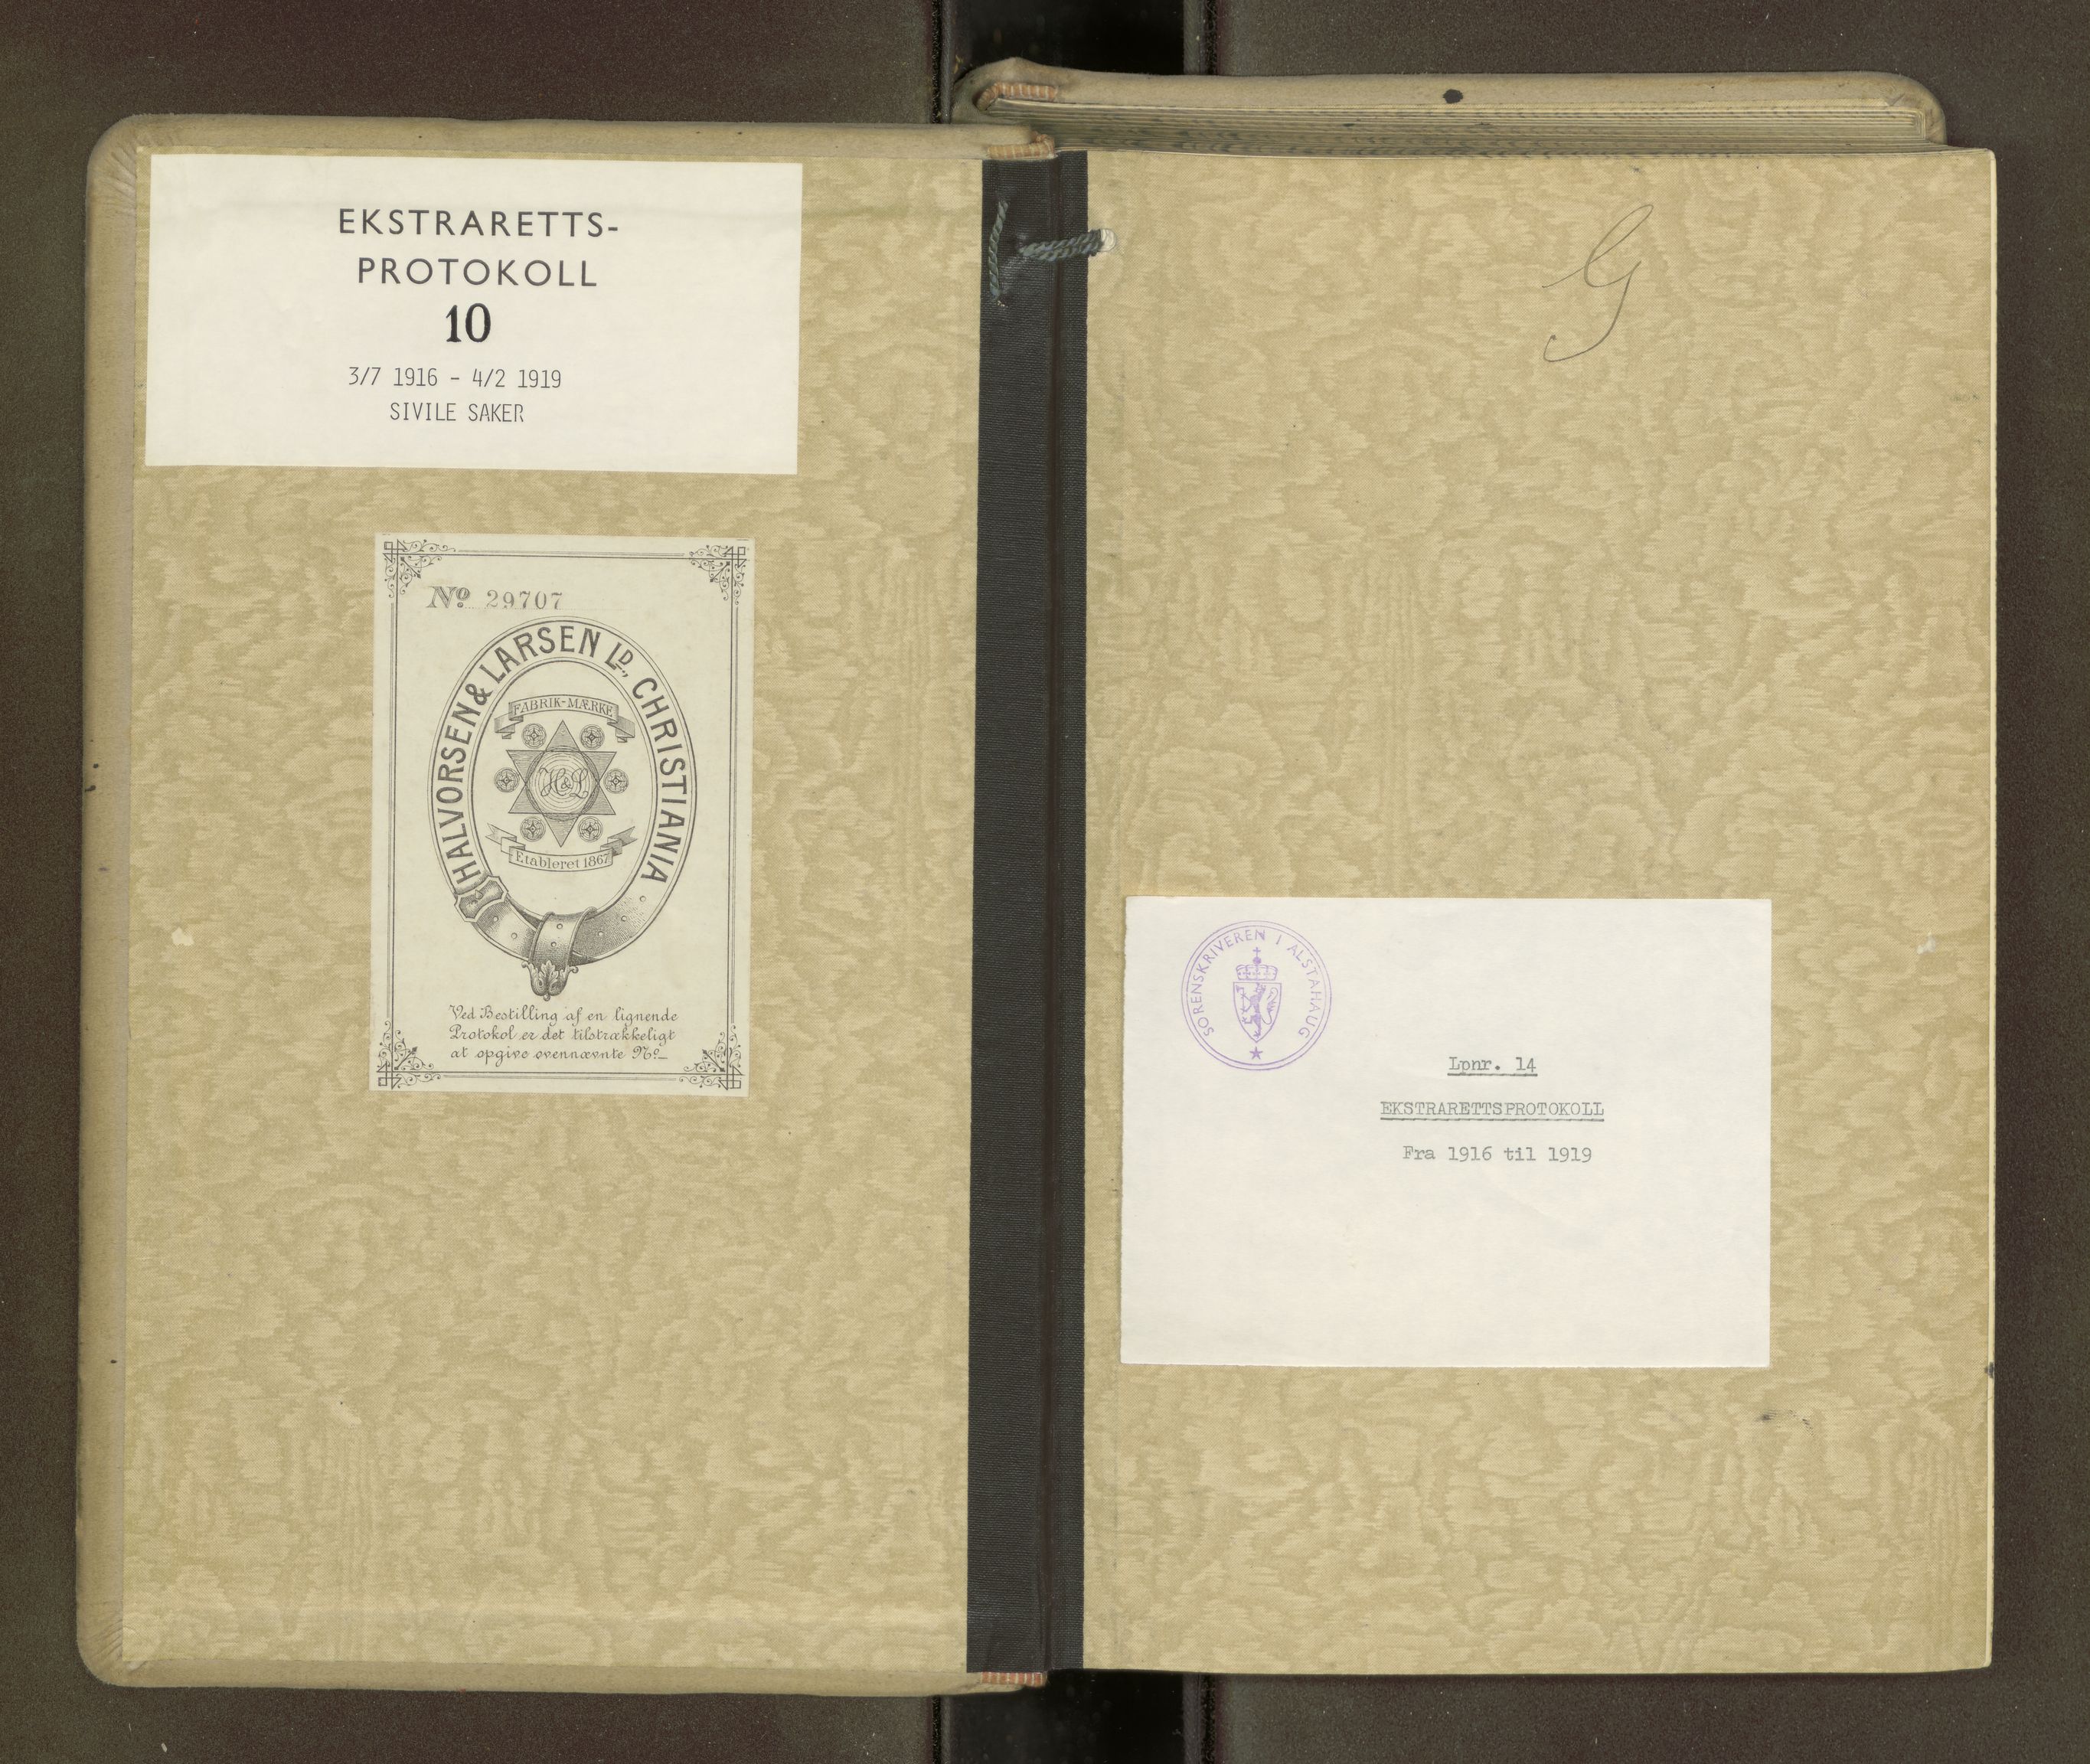 EKSTRARETTS-
PROTOKOLL
10
3/7 1916 - 4/2 1919
SIVILE SAKER
No 29707
HALVORSEN & LARSEN LD., CHRISTIANIA
FABRIK-MÆRKE
H&L
Etableret 1867
Ved Bestilling af en lignende
Protokol er det tilstrækkeligt
at opgive ovennævnte No_
G
SORENSKRIVEREN I ALSTAHAUG
Lpnr. 14
EKSTRARETTSPROTOKOLL
Fra 1916 til 1919